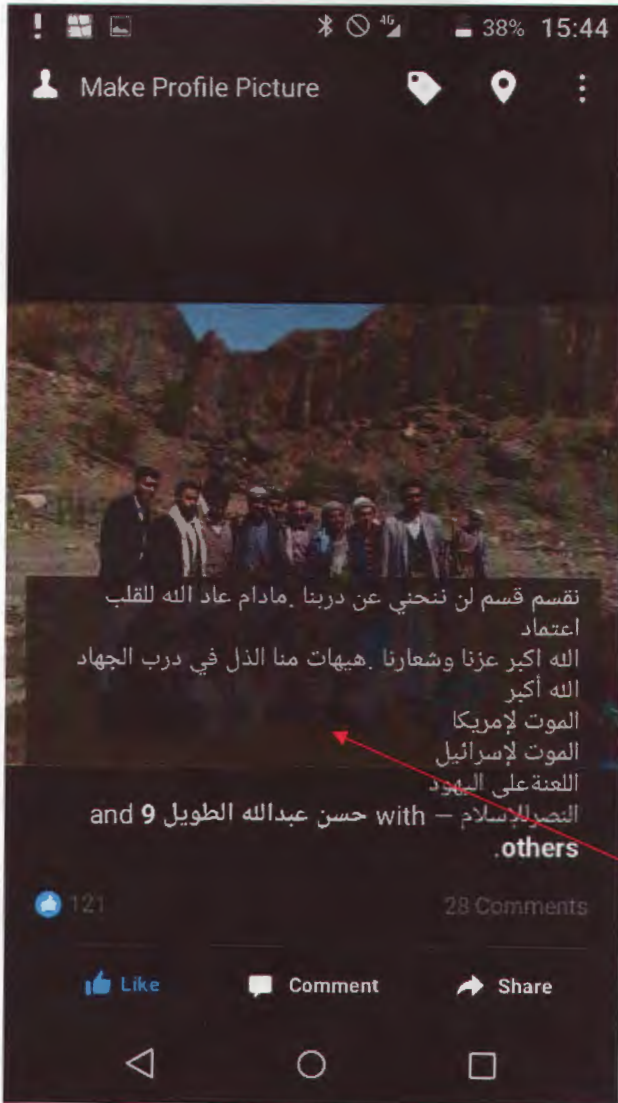 38% 15:44
Make Profile Picture
نقسم قسم لن ننحني عن دربنا .مادام عاد الله للقلب
اعتماد
الله اكبر عزنا وشعارنا .هيهات منا الذل في درب الجهاد
الله أكبر
الموت لإمريكا
الموت لإسرائيل
اللعنة على اليهود
النصرللإسلام — with حسن عبدالله الطويل and 9
others.
121
28 Comments
Like
Comment
Share